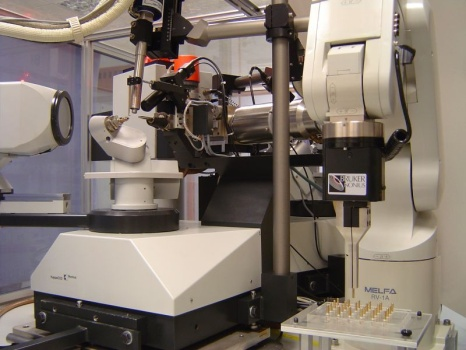 BRUKER
NONIUS
MELFA
RV-1A